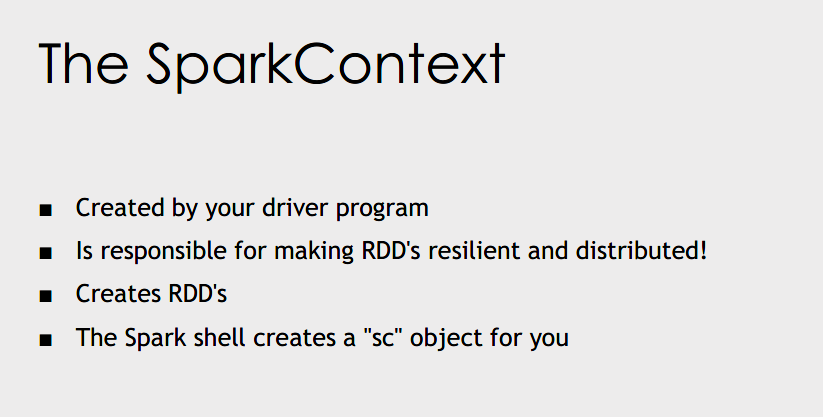 The SparkContext
■ Created by your driver program
■ Is responsible for making RDD's resilient and distributed!
■ Creates RDD's
■ The Spark shell creates a "sc" object for you